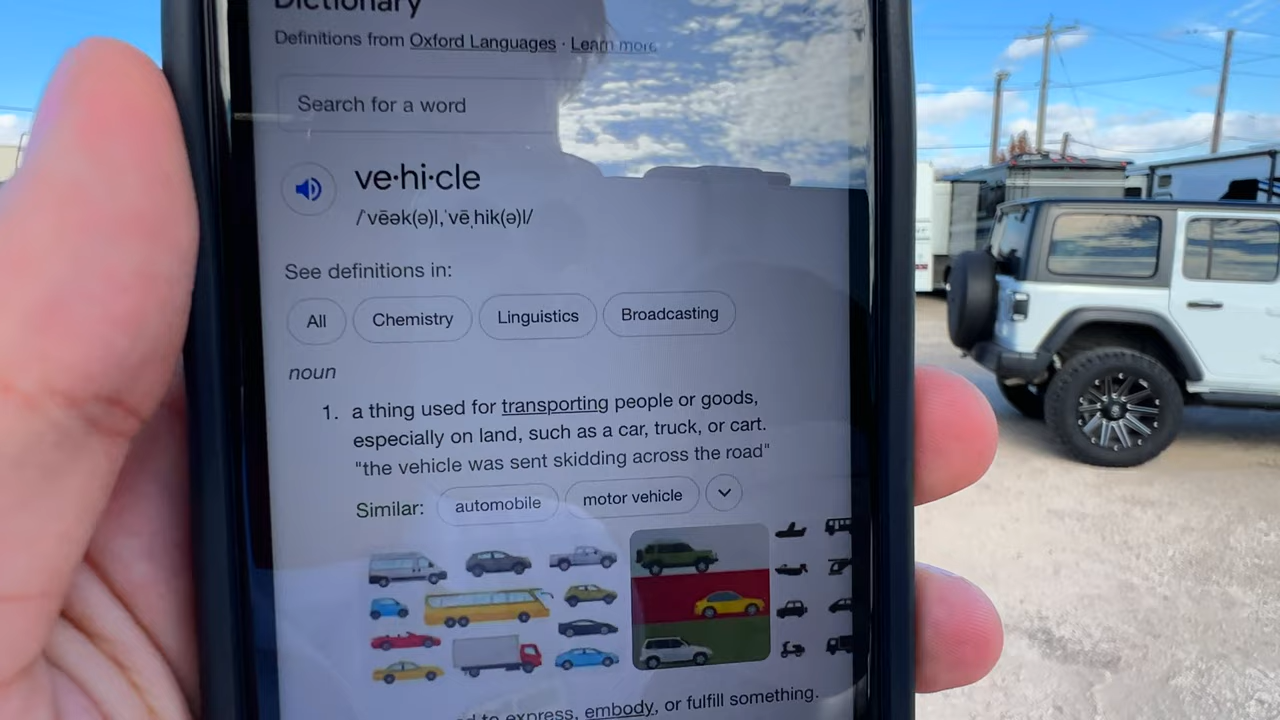 Dictionary
Definitions from Oxford Languages · Learn more
Search for a word
ve·hi·cle
/ˈvēək(ə)l,ˈvēˌhik(ə)l/
See definitions in:
All Chemistry Linguistics Broadcasting
noun
1. a thing used for transporting people or goods,
especially on land, such as a car, truck, or cart.
"the vehicle was sent skidding across the road"
Similar: automobile motor vehicle
to express, embody, or fulfill something.